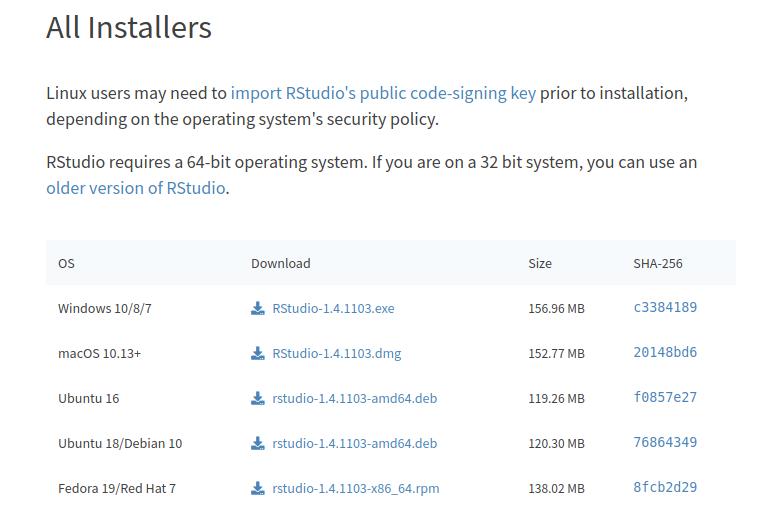 All Installers
Linux users may need to import RStudio's public code-signing key prior to installation,
depending on the operating system's security policy.
RStudio requires a 64-bit operating system. If you are on a 32 bit system, you can use an
older version of RStudio.
OS Download Size SHA-256
Windows 10/8/7 RStudio-1.4.1103.exe 156.96 MB c3384189
macOS 10.13+ RStudio-1.4.1103.dmg 152.77 MB 20148bd6
Ubuntu 16 rstudio-1.4.1103-amd64.deb 119.26 MB f0857e27
Ubuntu 18/Debian 10 rstudio-1.4.1103-amd64.deb 120.30 MB 76864349
Fedora 19/Red Hat 7 rstudio-1.4.1103-x86_64.rpm 138.02 MB 8fcb2d29